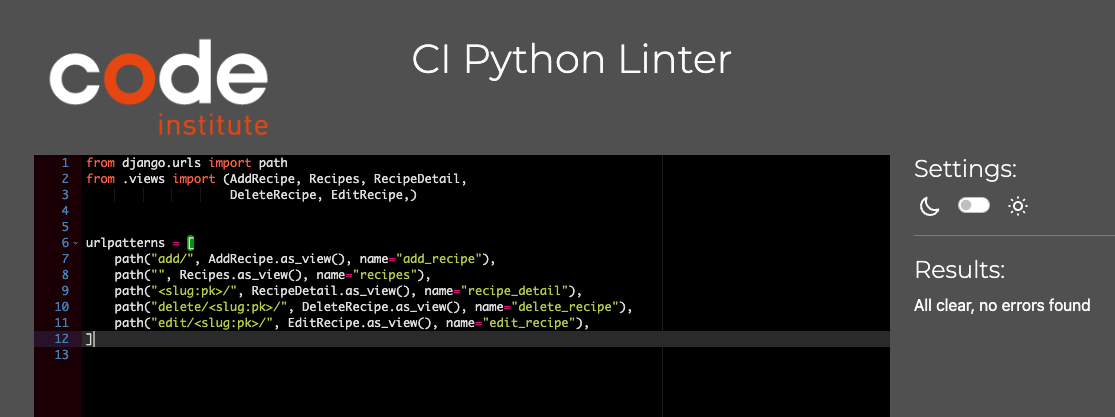 code
institute
CI Python Linter
1 from django.urls import path
2 from .views import (AddRecipe, Recipes, RecipeDetail,
3                     DeleteRecipe, EditRecipe,)
4
5
6 urlpatterns = [
7     path("add/", AddRecipe.as_view(), name="add_recipe"),
8     path("", Recipes.as_view(), name="recipes"),
9     path("<slug:pk>/", RecipeDetail.as_view(), name="recipe_detail"),
10     path("delete/<slug:pk>/", DeleteRecipe.as_view(), name="delete_recipe"),
11     path("edit/<slug:pk>/", EditRecipe.as_view(), name="edit_recipe"),
12 ]
13
Settings:
Results:
All clear, no errors found